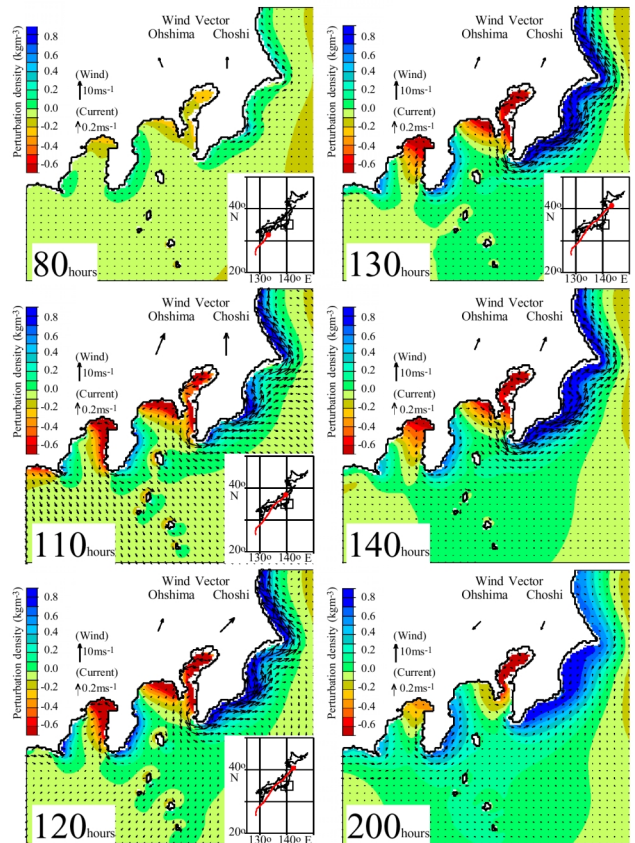 Wind Vector
Ohshima Choshi
Perturbation density (kgm-3)
0.8
0.6
0.4
0.2
0.0
-0.2
-0.4
-0.6
(Wind)
10ms-1
(Current)
0.2ms-1
40o
N
20o
130o 140o E
80hours
Wind Vector
Ohshima Choshi
Perturbation density (kgm-3)
0.8
0.6
0.4
0.2
0.0
-0.2
-0.4
-0.6
(Wind)
10ms-1
(Current)
0.2ms-1
40o
N
20o
130o 140o E
130hours
Wind Vector
Ohshima Choshi
Perturbation density (kgm-3)
0.8
0.6
0.4
0.2
0.0
-0.2
-0.4
-0.6
(Wind)
10ms-1
(Current)
0.2ms-1
40o
N
20o
130o 140o E
110hours
Wind Vector
Ohshima Choshi
Perturbation density (kgm-3)
0.8
0.6
0.4
0.2
0.0
-0.2
-0.4
-0.6
(Wind)
10ms-1
(Current)
0.2ms-1
140hours
Wind Vector
Ohshima Choshi
Perturbation density (kgm-3)
0.8
0.6
0.4
0.2
0.0
-0.2
-0.4
-0.6
(Wind)
10ms-1
(Current)
0.2ms-1
40o
N
20o
130o 140o E
120hours
Wind Vector
Ohshima Choshi
Perturbation density (kgm-3)
0.8
0.6
0.4
0.2
0.0
-0.2
-0.4
-0.6
(Wind)
10ms-1
(Current)
0.2ms-1
200hours